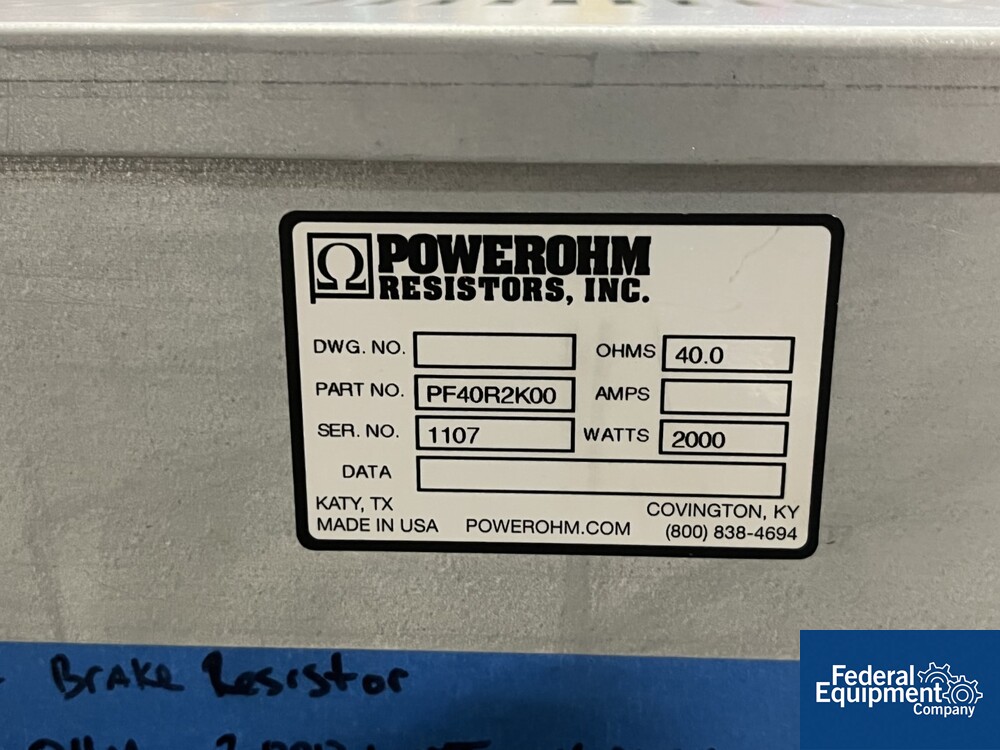 Ω POWEROHM
RESISTORS, INC.
DWG. NO.
OHMS 40.0
PART NO. PF40R2K00
AMPS
SER. NO. 1107
WATTS 2000
DATA
KATY, TX
COVINGTON, KY
MADE IN USA POWEROHM.COM (800) 838-4694
Brake Resistor
Federal
Equipment
Company